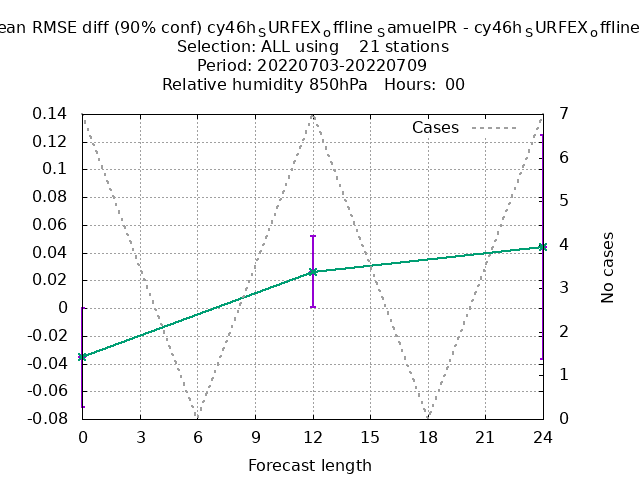 ean RMSE diff (90% conf) cy46hSURFEXoffline SamuelPR - cy46hSURFEXoffline
Selection: ALL using 21 stations
Period: 20220703-20220709
Relative humidity 850hPa Hours: 00
Cases
0.14
0.12
0.1
0.08
0.06
0.04
0.02
0
-0.02
-0.04
-0.06
-0.08
7
6
5
4
3
2
1
0
No cases
0 3 6 9 12 15 18 21 24
Forecast length